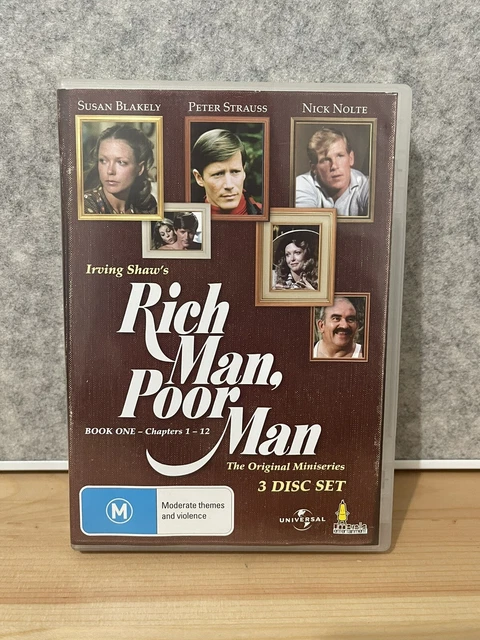 SUSAN BLAKELY PETER STRAUSS NICK NOLTE
Irving Shaw's
Rich
Man,
Poor
Man
BOOK ONE – Chapters 1 – 12
The Original Miniseries
3 DISC SET
M
Moderate themes
and violence
UNIVERSAL
umbrella